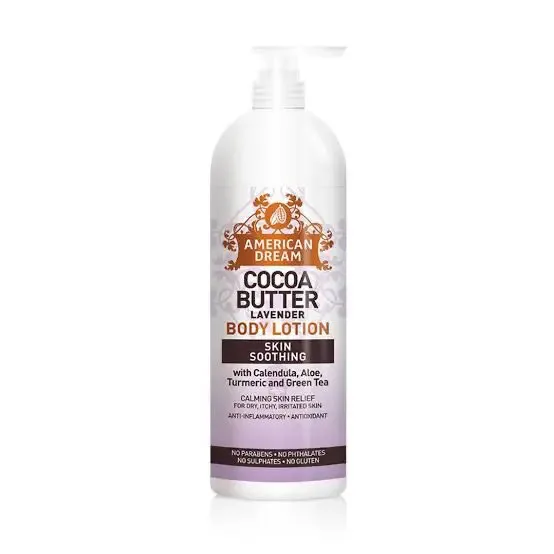 AMERICAN
DREAM
COCOA
BUTTER
LAVENDER
BODY LOTION
SKIN
SOOTHING
with Calendula, Aloe,
Turmeric and Green Tea
CALMING SKIN RELIEF
FOR DRY, ITCHY, IRRITATED SKIN
ANTI-INFLAMMATORY • ANTIOXIDANT
NO PARABENS • NO PHTHALATES
NO SULPHATES • NO GLUTEN